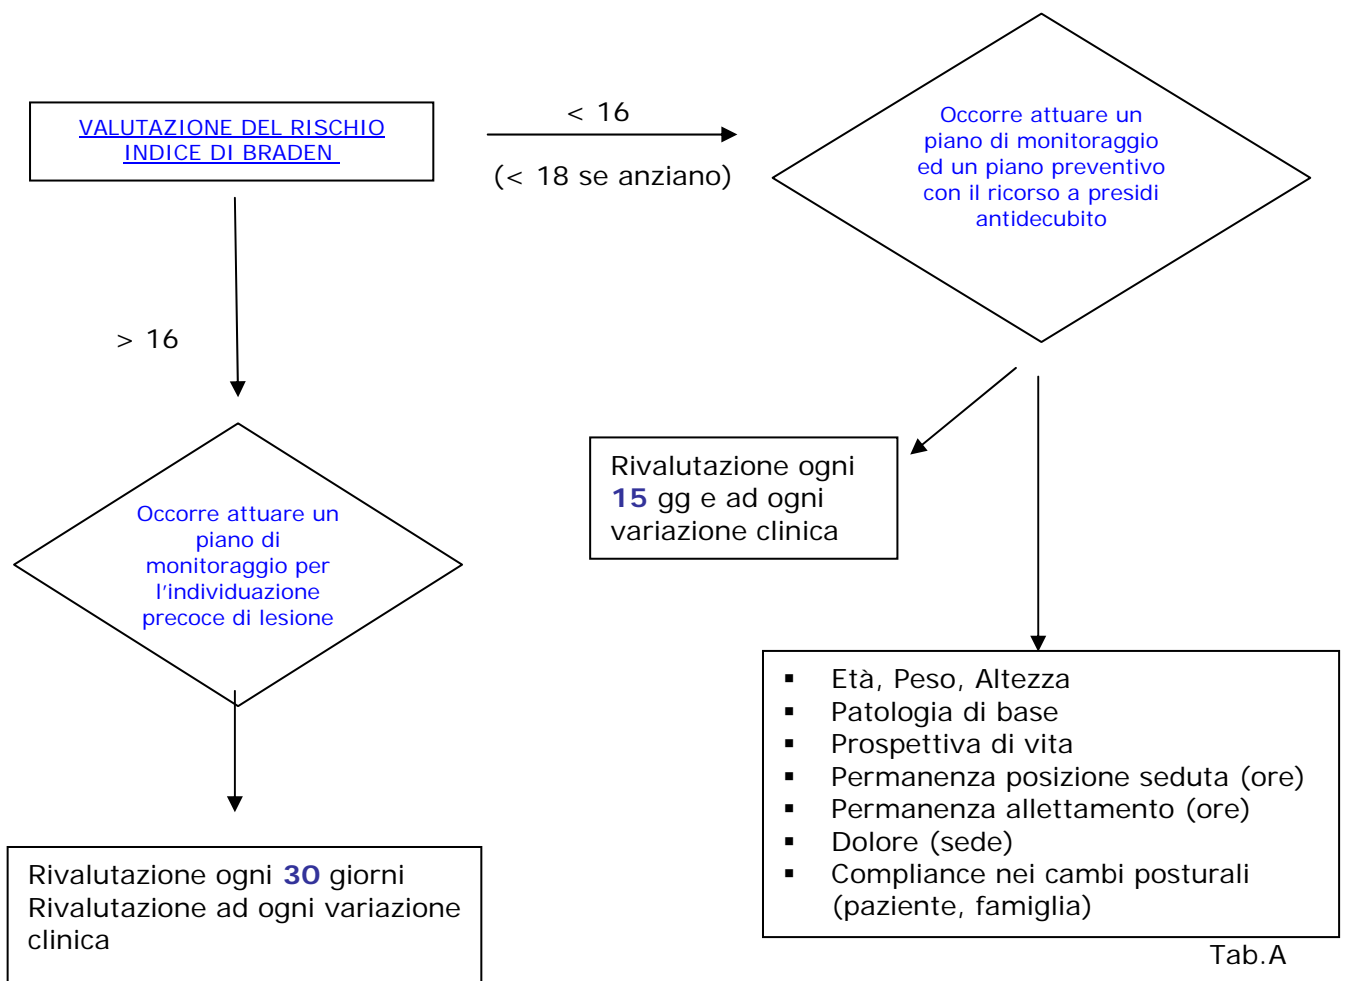 VALUTAZIONE DEL RISCHIO
INDICE DI BRADEN
< 16
(< 18 se anziano)
Occorre attuare un
piano di monitoraggio
ed un piano preventivo
con il ricorso a presidi
antidecubito
> 16
Occorre attuare un
piano di
monitoraggio per
l'individuazione
precoce di lesione
Rivalutazione ogni
15 gg e ad ogni
variazione clinica
Rivalutazione ogni 30 giorni
Rivalutazione ad ogni variazione
clinica
▪ Età, Peso, Altezza
▪ Patologia di base
▪ Prospettiva di vita
▪ Permanenza posizione seduta (ore)
▪ Permanenza allettamento (ore)
▪ Dolore (sede)
▪ Compliance nei cambi posturali
(paziente, famiglia)
Tab.A